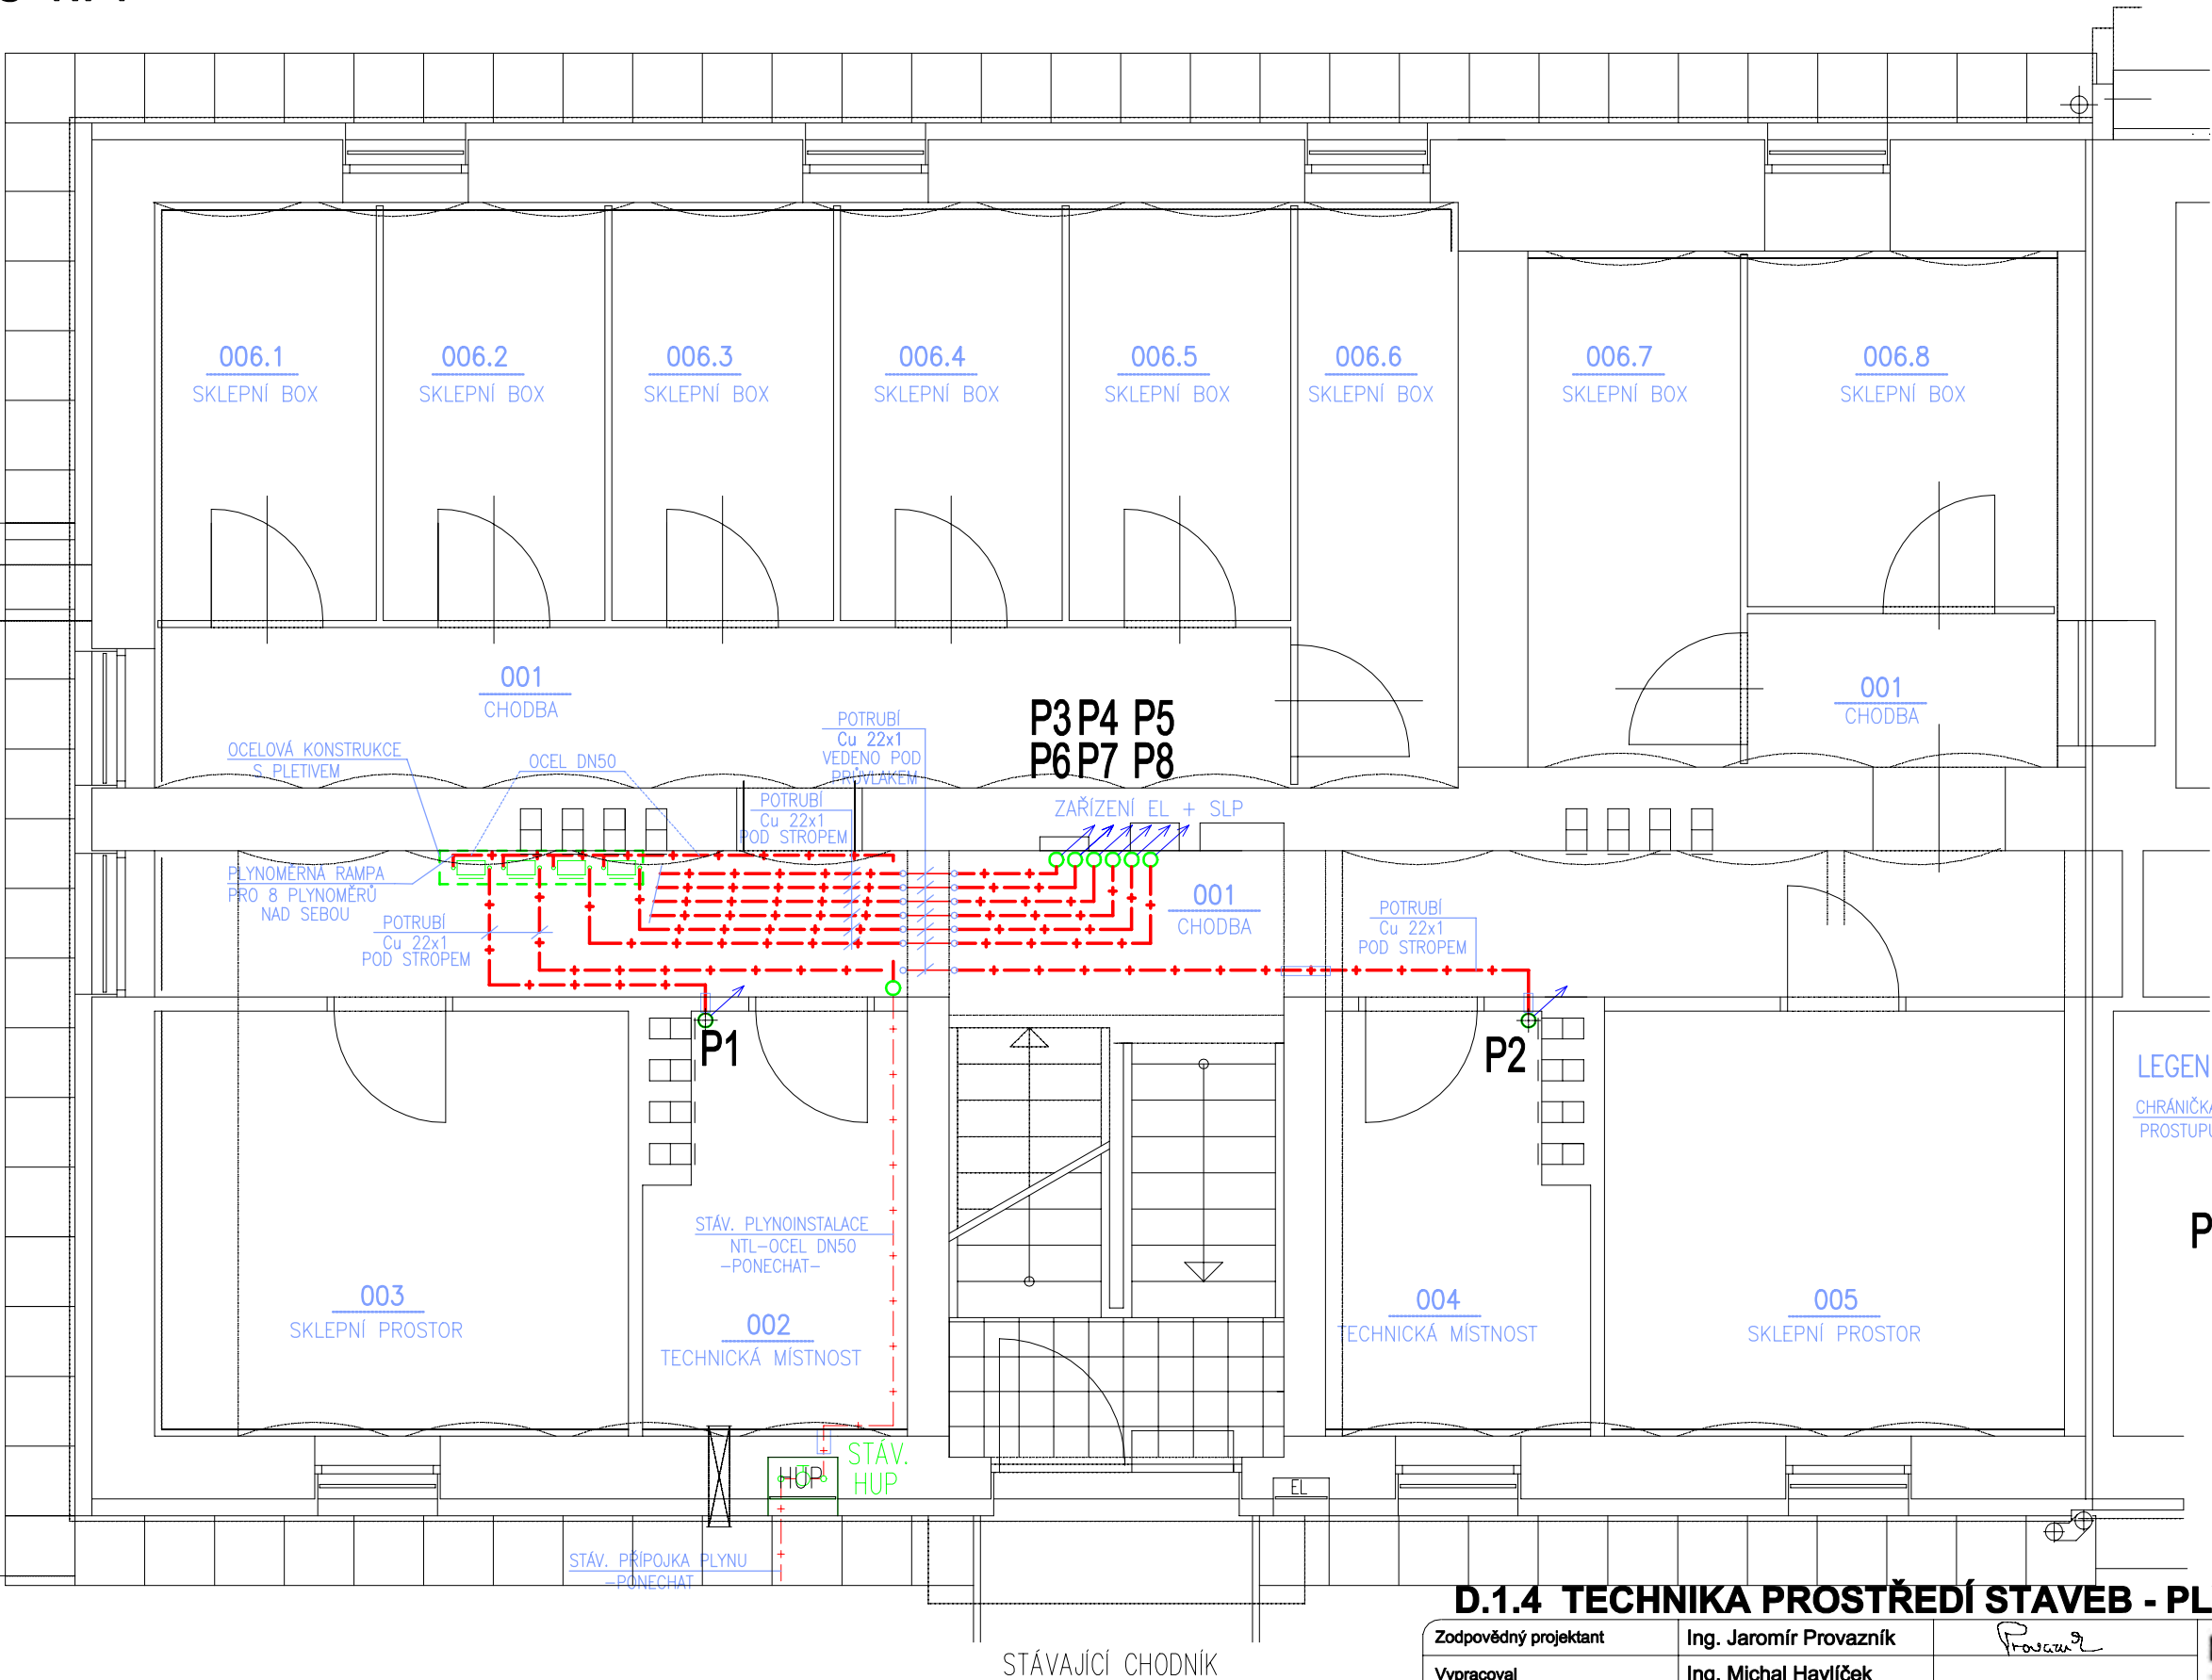 006.1
SKLEPNÍ BOX
006.2
SKLEPNÍ BOX
006.3
SKLEPNÍ BOX
006.4
SKLEPNÍ BOX
006.5
SKLEPNÍ BOX
006.6
SKLEPNÍ BOX
006.7
SKLEPNÍ BOX
006.8
SKLEPNÍ BOX
001
CHODBA
OCELOVÁ KONSTRUKCE
S PLETIVEM
OCEL DN50
POTRUBÍ
Cu 22x1
VEDENO POD
PRŮVLAKEM
P3 P4 P5
P6 P7 P8
001
CHODBA
POTRUBÍ
Cu 22x1
POD STROPEM
ZAŘÍZENÍ EL + SLP
PLYNOMĚRNÁ RAMPA
PRO 8 PLYNOMĚRŮ
NAD SEBOU
POTRUBÍ
Cu 22x1
POD STROPEM
001
CHODBA
POTRUBÍ
Cu 22x1
POD STROPEM
P1
P2
LEGEN
CHRÁNIČKA
PROSTUPU
P
STÁV. PLYNOINSTALACE
NTL-OCEL DN50
-PONECHAT-
003
SKLEPNÍ PROSTOR
002
TECHNICKÁ MÍSTNOST
004
TECHNICKÁ MÍSTNOST
005
SKLEPNÍ PROSTOR
HUP
STÁV.
HUP
EL
STÁV. PŘÍPOJKA PLYNU
-PONECHAT
D.1.4 TECHNIKA PROSTŘEDÍ STAVEB - PL
Zodpovědný projektant
Ing. Jaromír Provazník
Vypracoval
Ing. Michal Havlíček
STÁVAJÍCÍ CHODNÍK